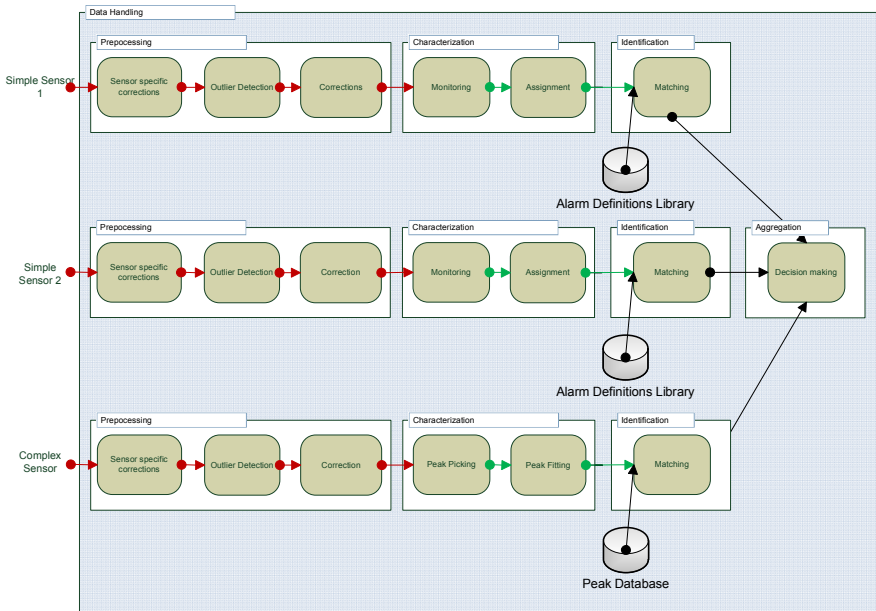 Data Handling
Prepocessing
Characterization
Identification
Simple Sensor
1
Sensor specific
corrections
Outlier Detection
Corrections
Monitoring
Assignment
Matching
Alarm Definitions Library
Prepocessing
Characterization
Identification
Aggregation
Simple
Sensor 2
Sensor specific
corrections
Outlier Detection
Correction
Monitoring
Assignment
Matching
Decision making
Alarm Definitions Library
Prepocessing
Characterization
Identification
Complex
Sensor
Sensor specific
corrections
Outlier Detection
Correction
Peak Picking
Peak Fitting
Matching
Peak Database